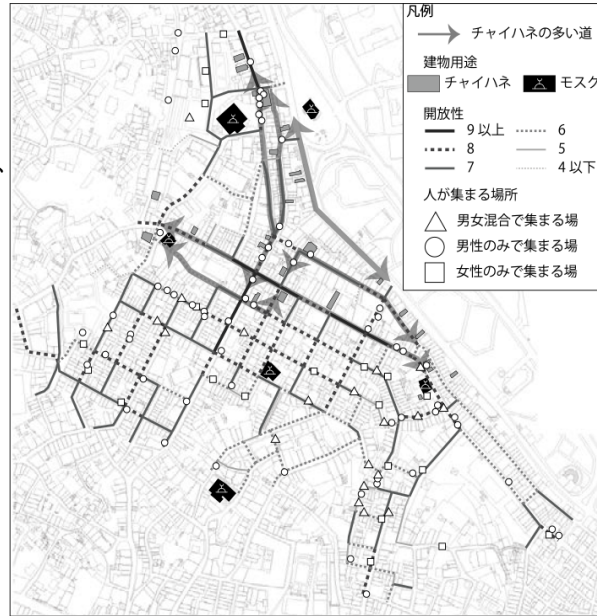 凡例
チャイハネの多い道
建物用途
チャイハネ モスク
開放性
9 以上 6
8 5
7 4 以下
人が集まる場所
男女混合で集まる場
男性のみで集まる場
女性のみで集まる場
、